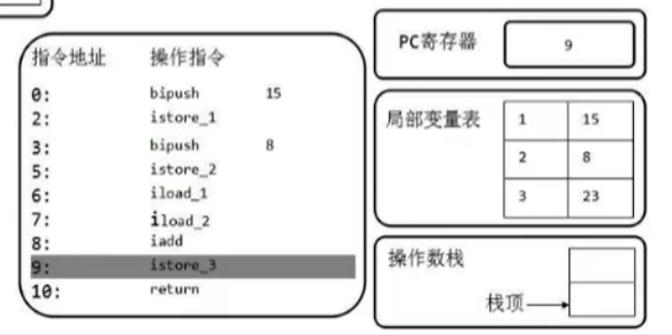 指令地址 操作指令
0: bipush 15
2: istore_1
3: bipush 8
5: istore_2
6: iload_1
7: iload_2
8: iadd
9: istore_3
10: return
PC寄存器 9
局部变量表 1 15
2 8
3 23
操作数栈
栈顶